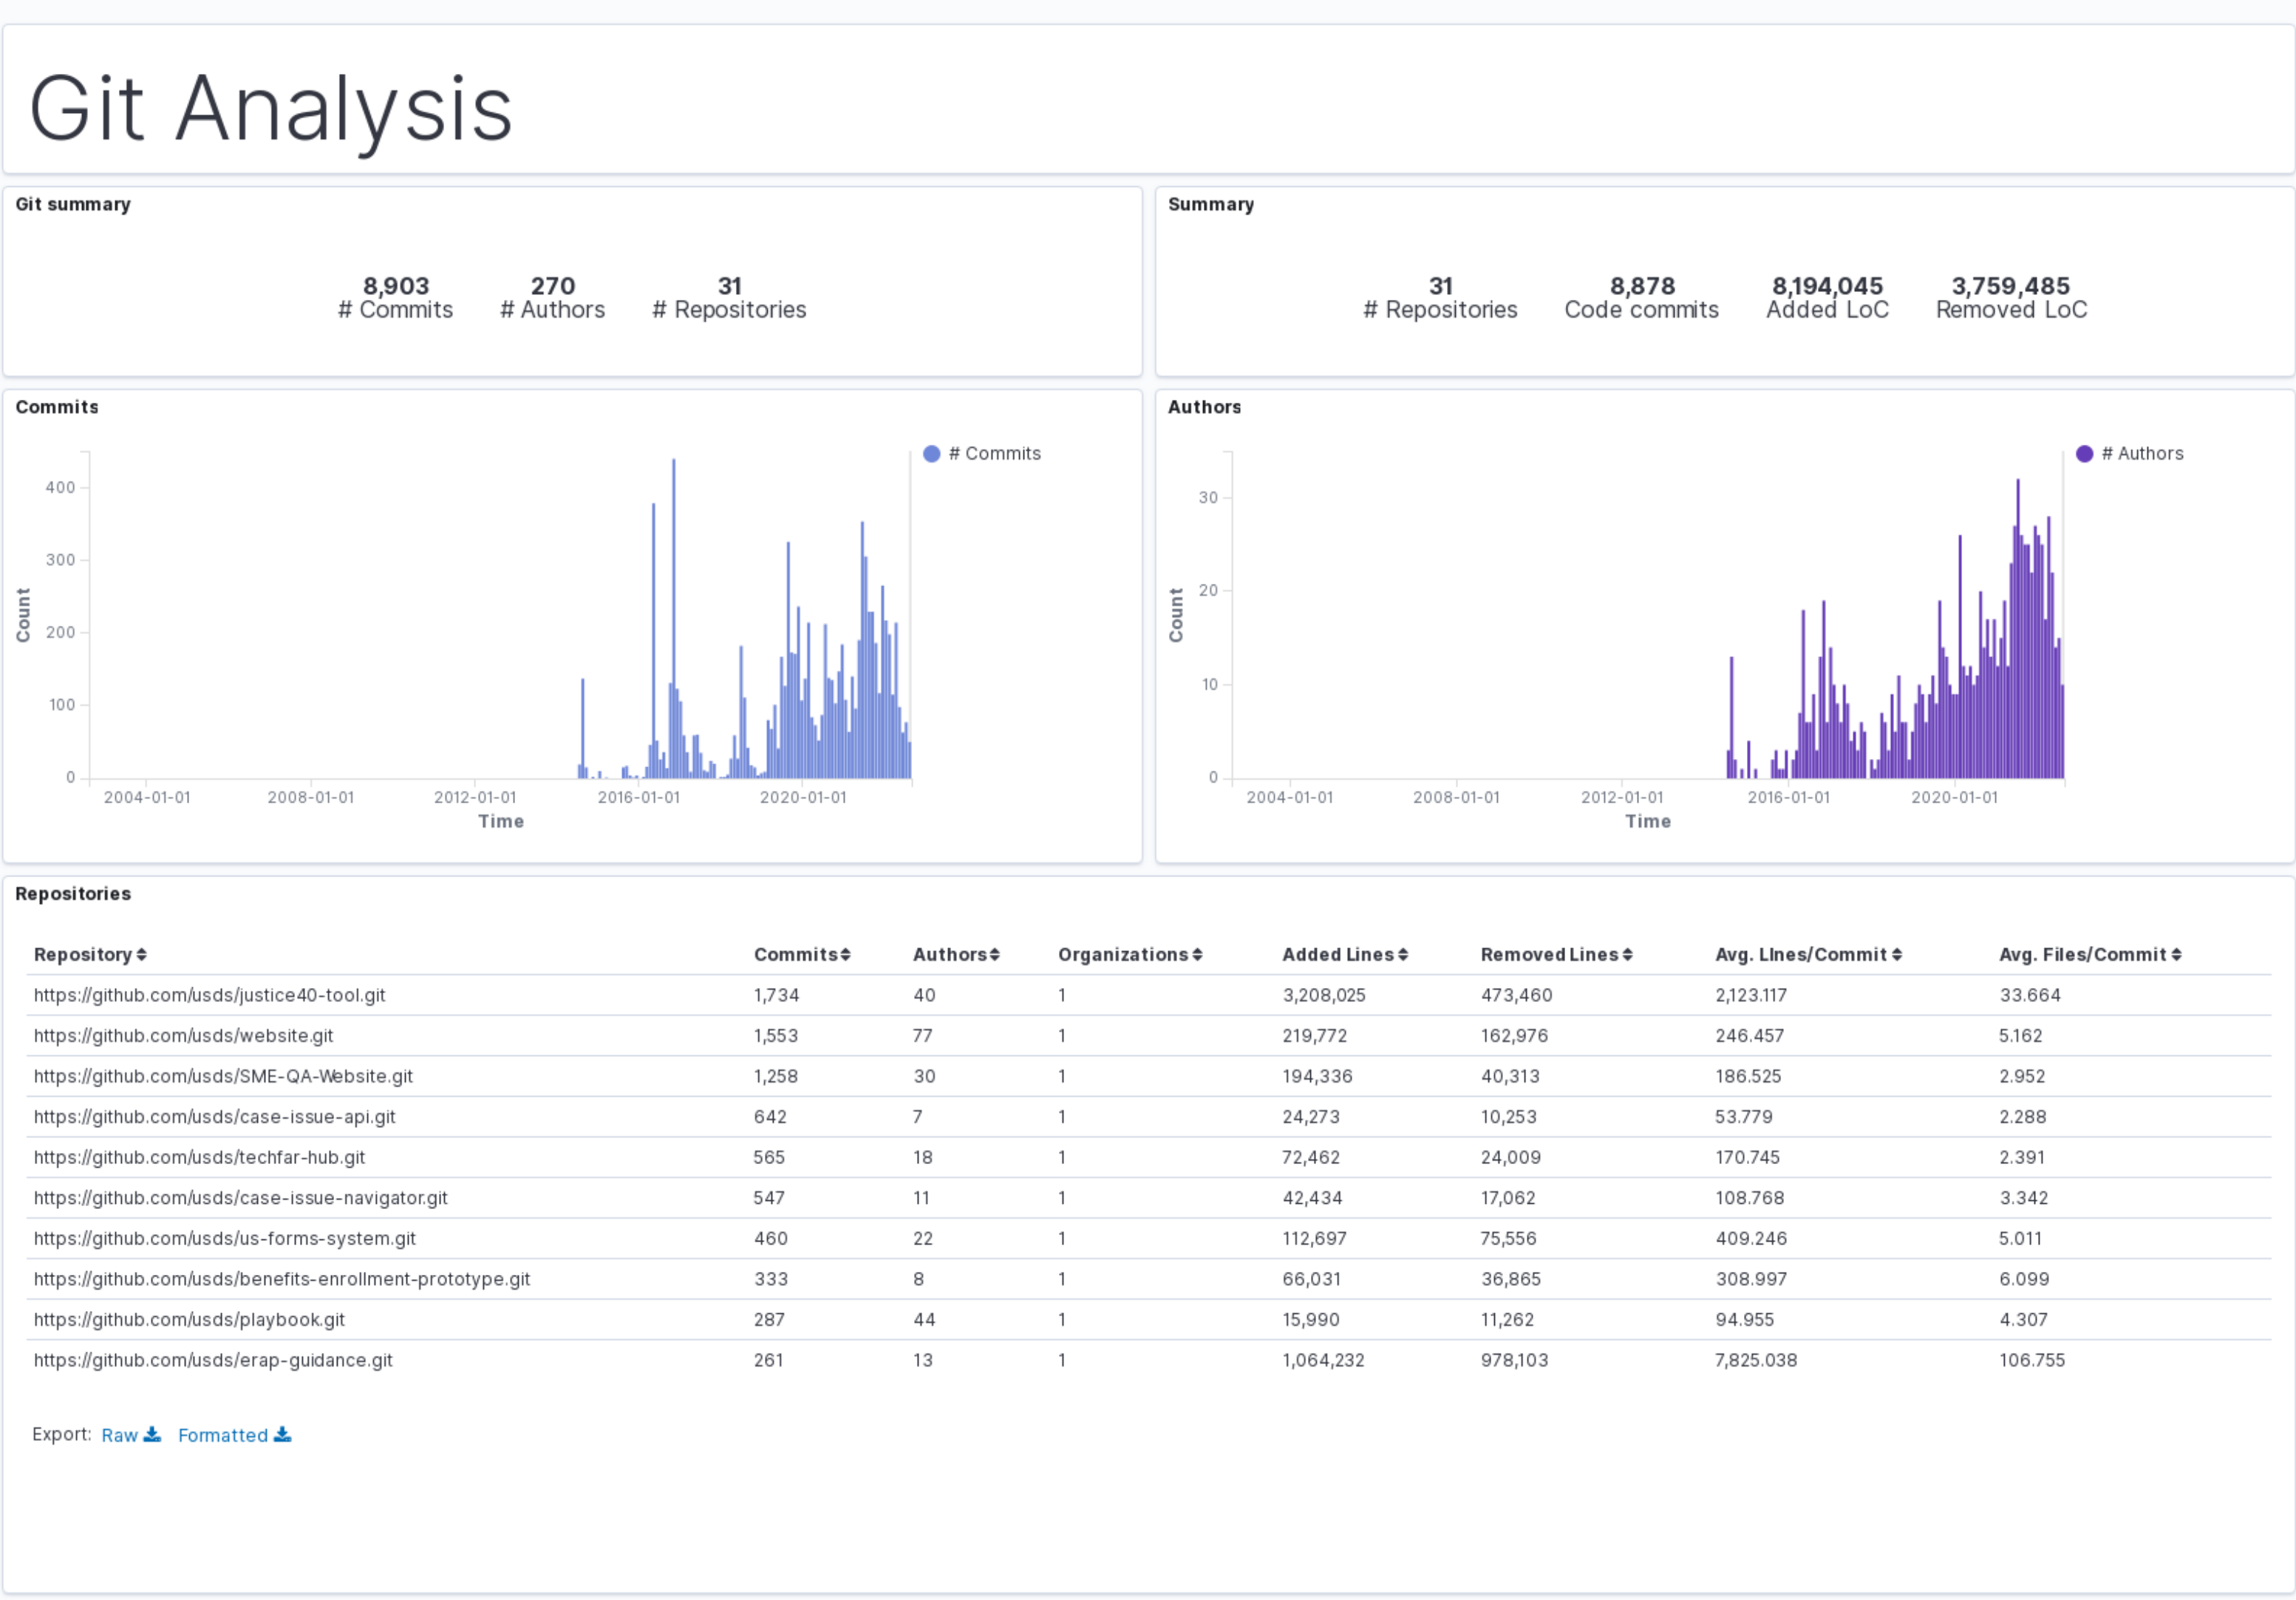 Git Analysis
Git summary
8,903 270 31
# Commits # Authors # Repositories
Summary
31 8,878 8,194,045 3,759,485
# Repositories Code commits Added LoC Removed LoC
Commits
# Commits
400
300
200
100
0
Count
2004-01-01 2008-01-01 2012-01-01 2016-01-01 2020-01-01
Time
Authors
# Authors
30
20
10
0
Count
2004-01-01 2008-01-01 2012-01-01 2016-01-01 2020-01-01
Time
Repositories
Repository Commits Authors Organizations Added Lines Removed Lines Avg. LInes/Commit Avg. Files/Commit
https://github.com/usds/justice40-tool.git 1,734 40 1 3,208,025 473,460 2,123.117 33.664
https://github.com/usds/website.git 1,553 77 1 219,772 162,976 246.457 5.162
https://github.com/usds/SME-QA-Website.git 1,258 30 1 194,336 40,313 186.525 2.952
https://github.com/usds/case-issue-api.git 642 7 1 24,273 10,253 53.779 2.288
https://github.com/usds/techfar-hub.git 565 18 1 72,462 24,009 170.745 2.391
https://github.com/usds/case-issue-navigator.git 547 11 1 42,434 17,062 108.768 3.342
https://github.com/usds/us-forms-system.git 460 22 1 112,697 75,556 409.246 5.011
https://github.com/usds/benefits-enrollment-prototype.git 333 8 1 66,031 36,865 308.997 6.099
https://github.com/usds/playbook.git 287 44 1 15,990 11,262 94.955 4.307
https://github.com/usds/erap-guidance.git 261 13 1 1,064,232 978,103 7,825.038 106.755
Export: Raw Formatted